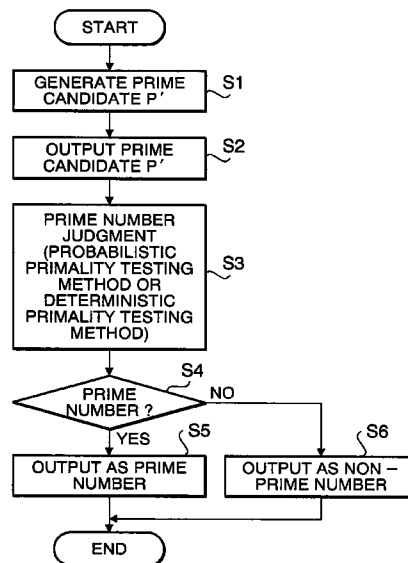 START
S1
GENERATE PRIME
CANDIDATE P′
S2
OUTPUT PRIME
CANDIDATE P′
S3
PRIME NUMBER
JUDGMENT
(PROBABILISTIC
PRIMALITY TESTING
METHOD OR
DETERMINISTIC
PRIMALITY TESTING
METHOD)
S4
PRIME
NUMBER ?
NO
YES
S5
OUTPUT AS PRIME
NUMBER
S6
OUTPUT AS NON –
PRIME NUMBER
END